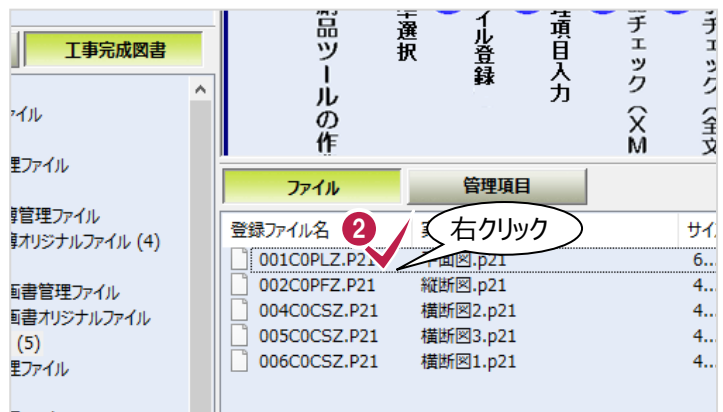 工事完成図書
ァイル
理ファイル
管理ファイル
オリジナルファイル (4)
画書管理ファイル
画書オリジナルファイル
(5)
理ファイル
品ツールの作
選択
イル登録
理項目入力
チェック（XM
チェック（全文
ファイル
管理項目
登録ファイル名
2
右クリック
サイ
001C0PLZ.P21
平面図.p21
6...
002C0PFZ.P21
縦断図.p21
4...
004C0CSZ.P21
横断図2.p21
4...
005C0CSZ.P21
横断図3.p21
4...
006C0CSZ.P21
横断図1.p21
4...